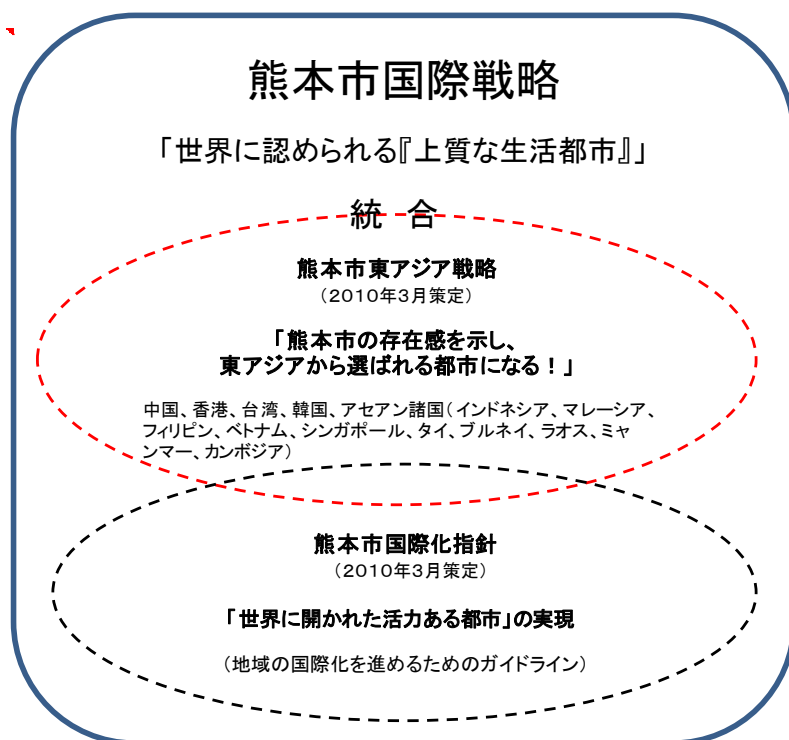 熊本市国際戦略
「世界に認められる『上質な生活都市』」
統　合
熊本市東アジア戦略
（２０１０年３月策定）
「熊本市の存在感を示し、
東アジアから選ばれる都市になる！」
中国、香港、台湾、韓国、アセアン諸国（インドネシア、マレーシア、
フィリピン、ベトナム、シンガポール、タイ、ブルネイ、ラオス、ミャ
ンマー、カンボジア）
熊本市国際化指針
（２０１０年３月策定）
「世界に開かれた活力ある都市」の実現
（地域の国際化を進めるためのガイドライン）